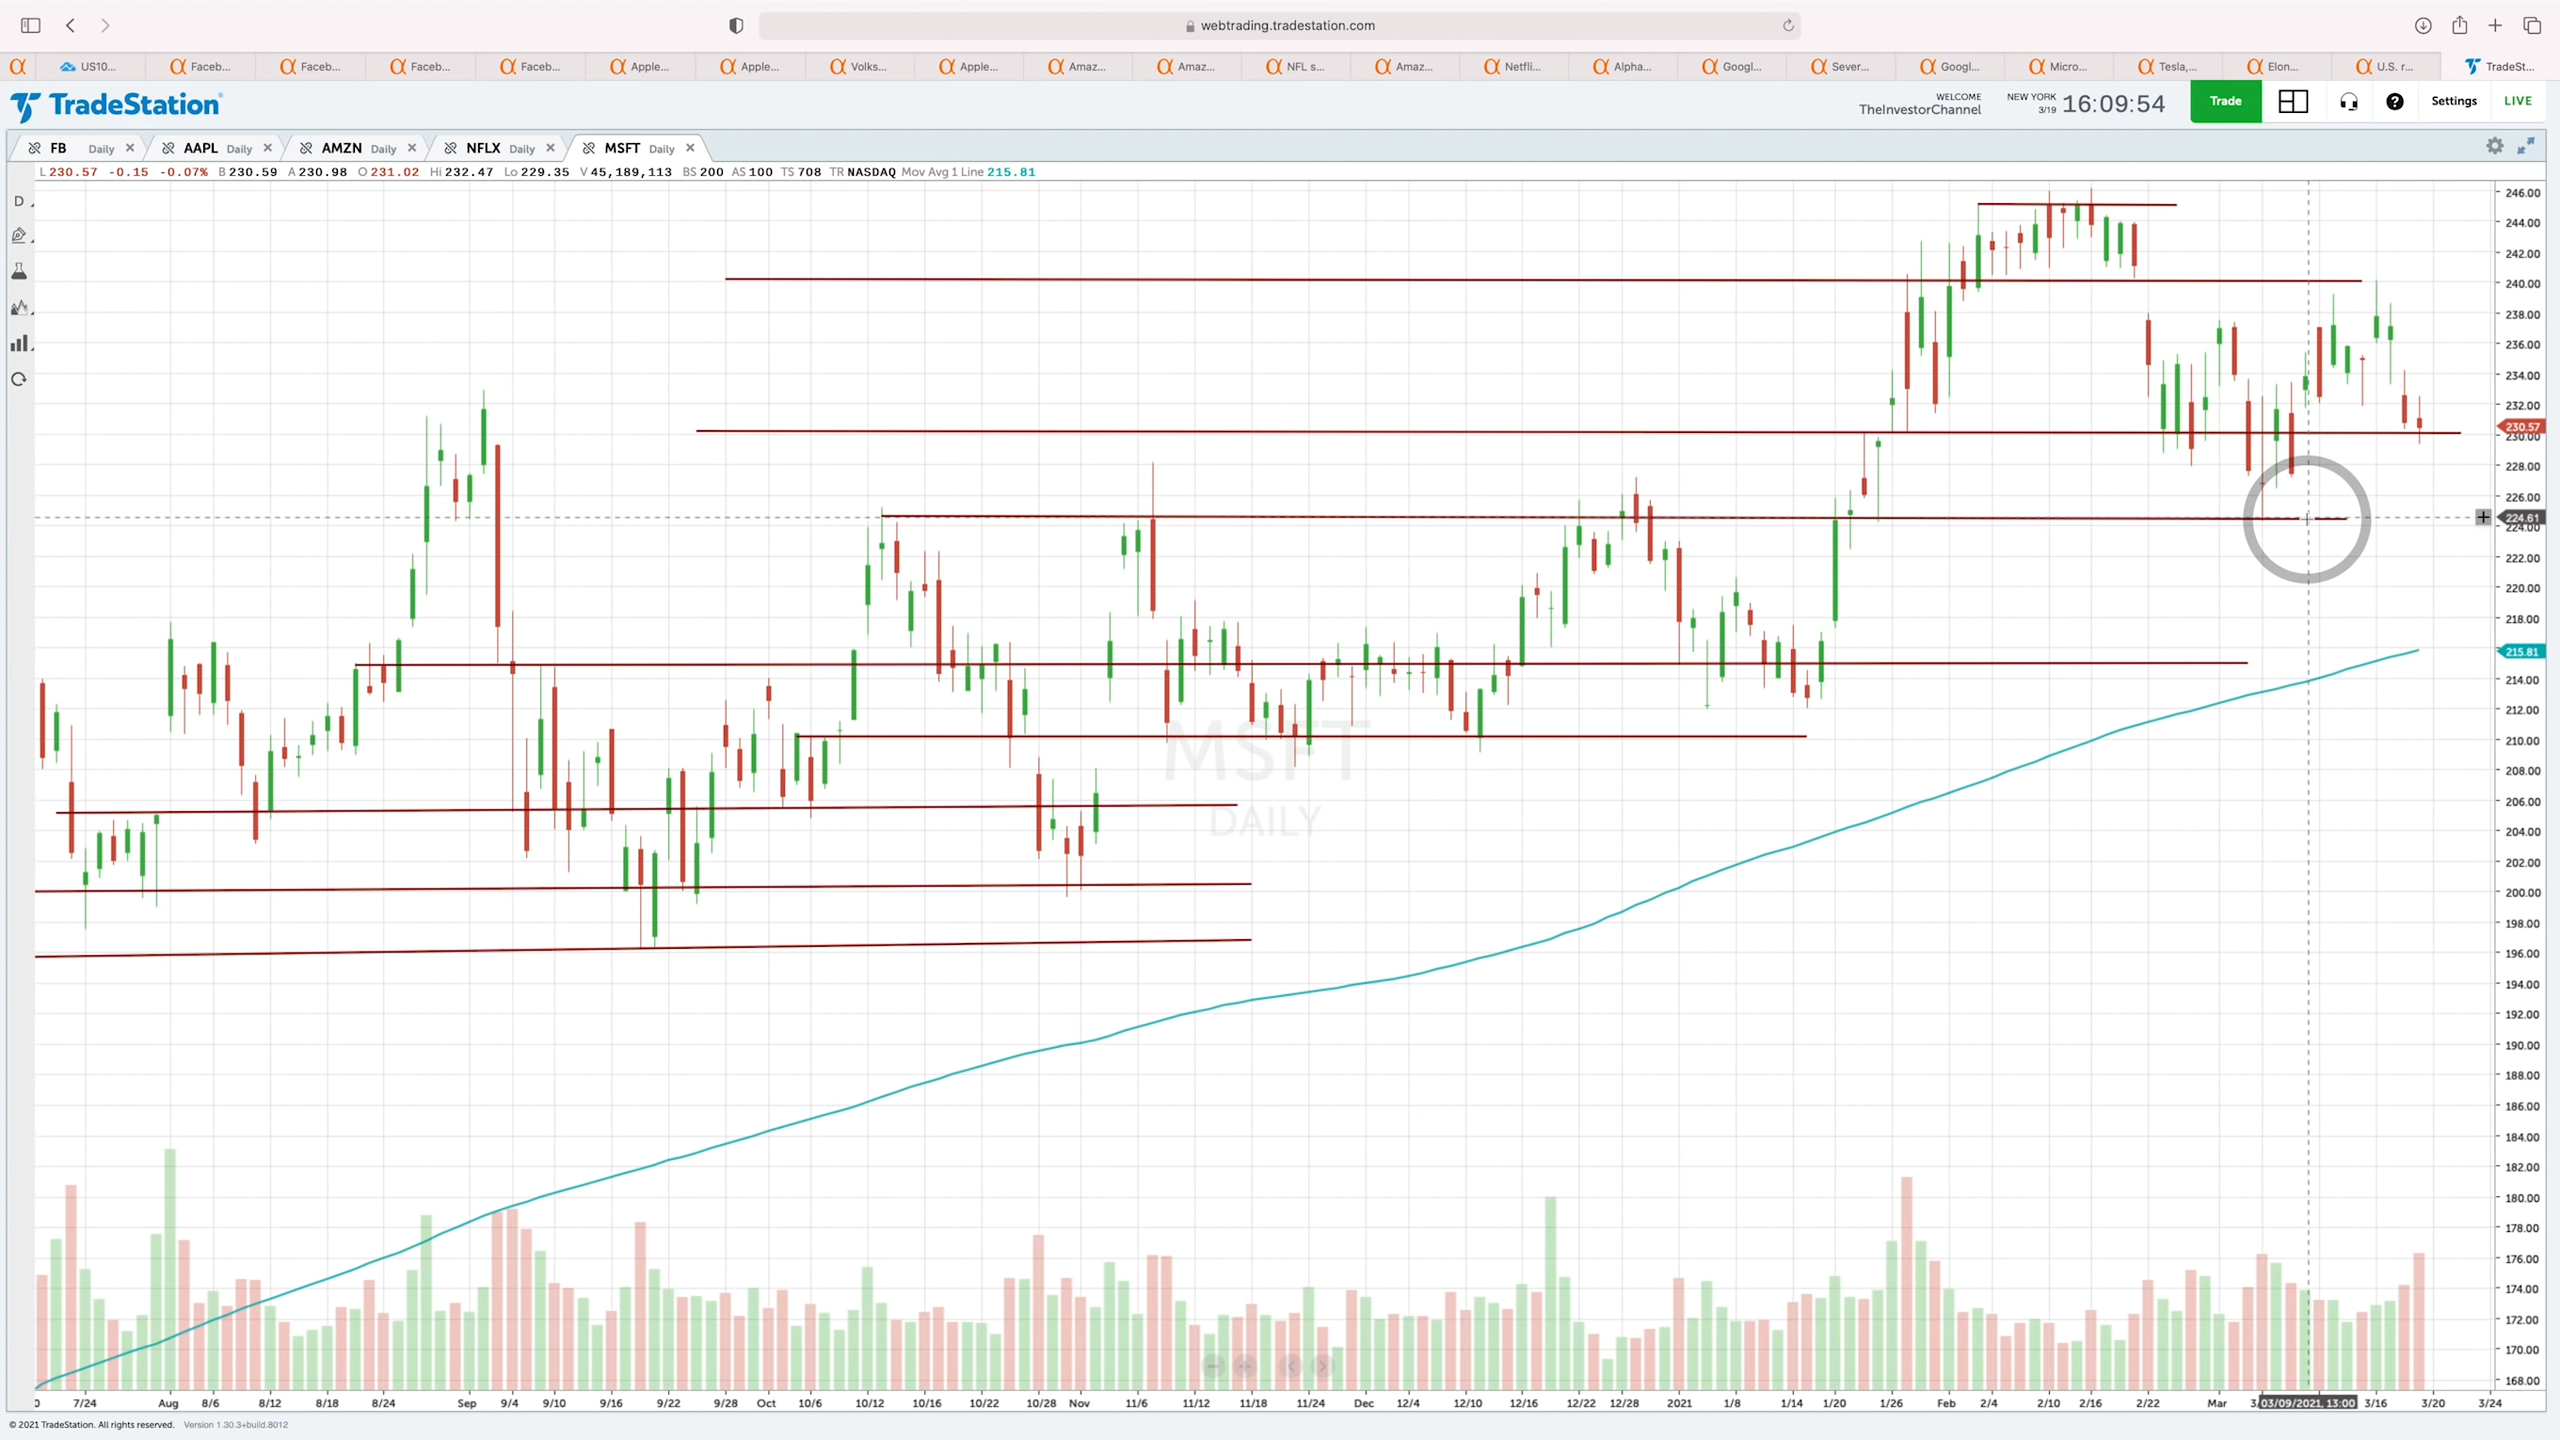 webtrading.tradestation.com
US10... Faceb... Faceb... Faceb... Faceb... Apple... Apple... Volks... Apple... Amaz... Amaz... NFL s... Amaz... Netfli... Alpha... Googl... Sever... Googl... Micro... Tesla,... Elon... U.S. r... TradeSt...
TradeStation
WELCOME
TheInvestorChannel
NEW YORK
3/19
16:09:54
Trade
Settings
LIVE
FB Daily AAPL Daily AMZN Daily NFLX Daily MSFT Daily
L 230.57 -0.15 -0.07% B 230.59 A 230.98 O 231.02 Hi 232.47 Lo 229.35 V 45,189,113 BS 200 AS 100 TS 708 TR NASDAQ Mov Avg 1 Line 215.81
D
246.00
244.00
242.00
240.00
238.00
236.00
234.00
232.00
230.57
230.00
228.00
226.00
224.61
224.00
222.00
220.00
218.00
215.81
214.00
212.00
210.00
208.00
206.00
204.00
202.00
200.00
198.00
196.00
194.00
192.00
190.00
188.00
186.00
184.00
182.00
180.00
178.00
176.00
174.00
172.00
170.00
168.00
MSFT
DAILY
0 7/24 Aug 8/6 8/12 8/18 8/24 Sep 9/4 9/10 9/16 9/22 9/28 Oct 10/6 10/12 10/16 10/22 10/28 Nov 11/6 11/12 11/18 11/24 Dec 12/4 12/10 12/16 12/22 12/28 2021 1/8 1/14 1/20 1/26 Feb 2/4 2/10 2/16 2/22 Mar 3/ 03/09/2021, 13:00 3/16 3/20 3/24
© 2021 TradeStation. All rights reserved. Version 1.30.3+build.8012